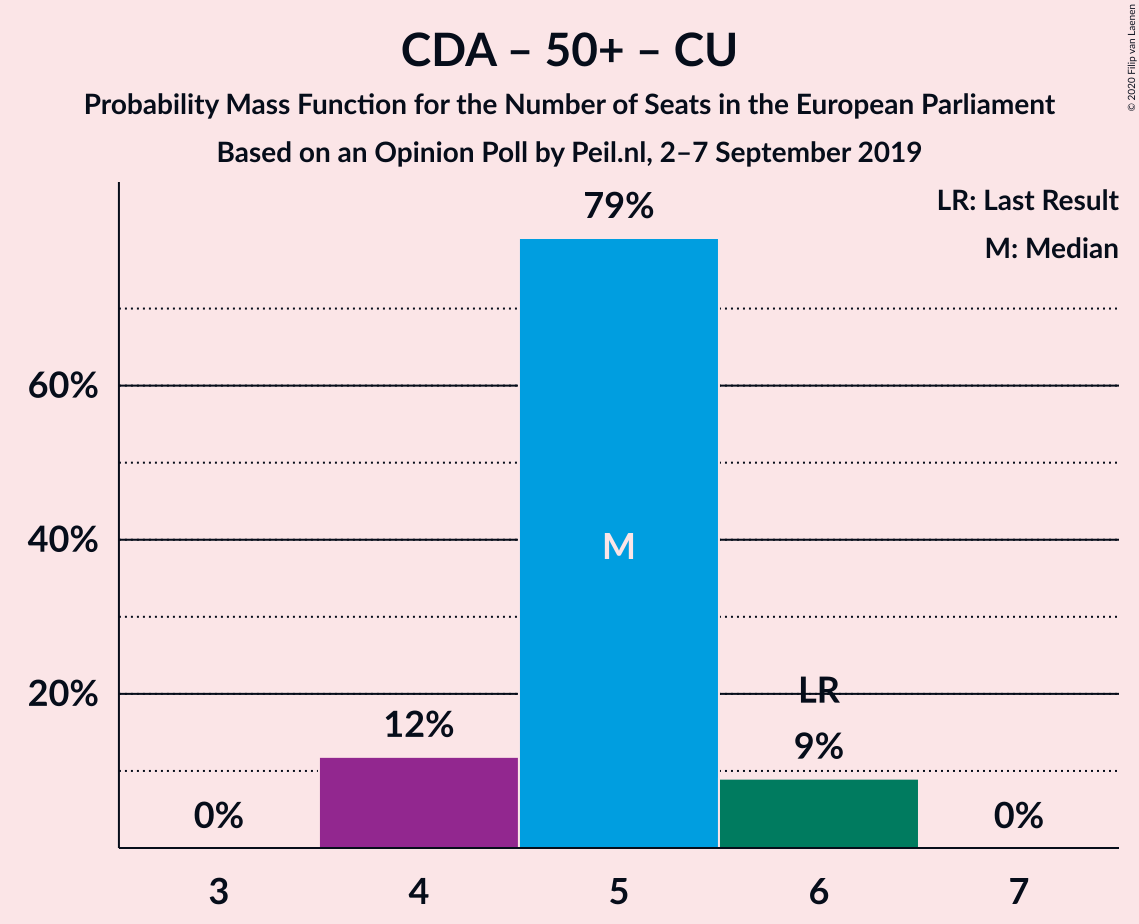 CDA – 50+ – CU
Probability Mass Function for the Number of Seats in the European Parliament
Based on an Opinion Poll by Peil.nl, 2–7 September 2019
© 2020 Filip van Laenen
LR: Last Result
M: Median
79%
60%
40%
20%
M
LR
12%
9%
0%
0%
3
4
5
6
7